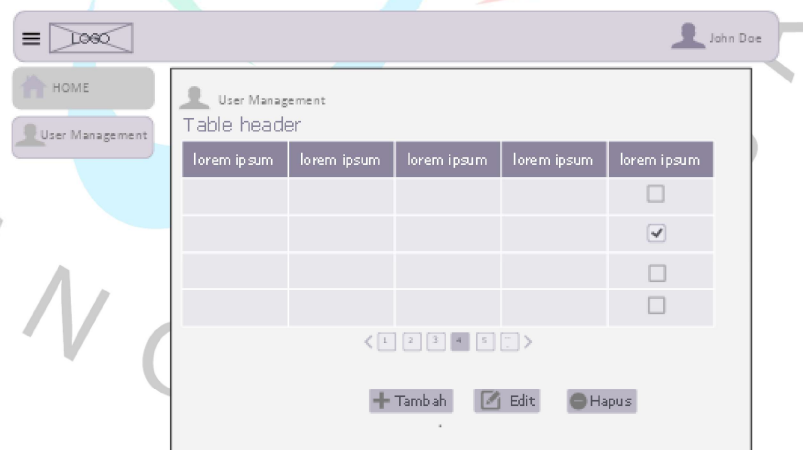 LOGO
John Doe
HOME
User Management
User Management
Table header
lorem ipsum lorem ipsum lorem ipsum lorem ipsum lorem ipsum
1 2 3 4 5 ...
Tambah Edit Hapus